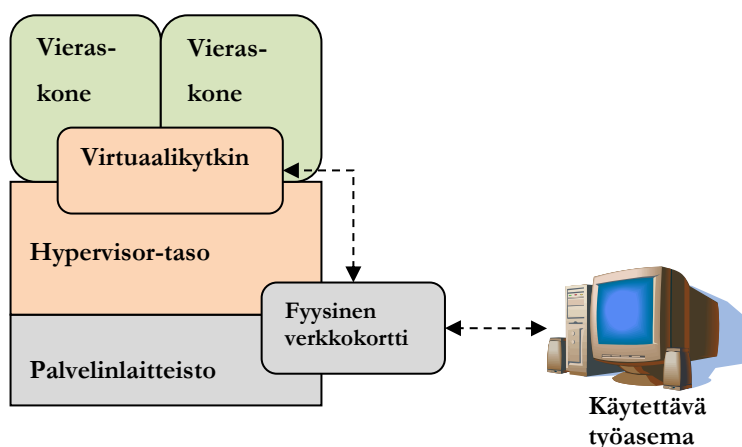 Vieras-
kone
Vieras-
kone
Virtuaalikytkin
Hypervisor-taso
Fyysinen
verkkokortti
Palvelinlaitteisto
Käytettävä
työasema